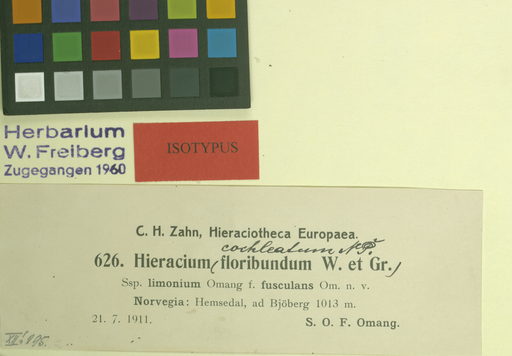 Herbarium
W. Freiberg
Zugegangen 1960
ISOTYPUS
C. H. Zahn, Hieraciotheca Europaea.
cochleatum N.P.
626. Hieracium (floribundum W. et Gr.)
Ssp. limonium Omang f. fusculans Om. n. v.
Norvegia: Hemsedal, ad Bjöberg 1013 m.
21. 7. 1911.
S. O. F. Omang.